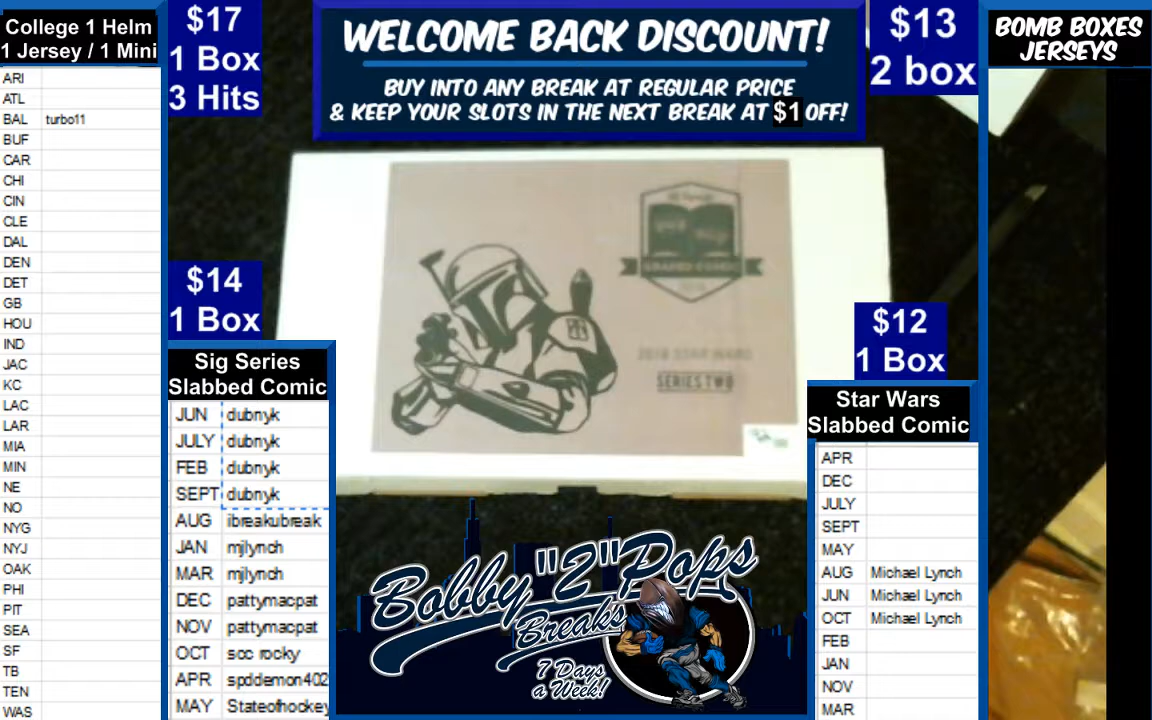 College 1 Helm
1 Jersey / 1 Mini
ARI
ATL
BAL turbo11
BUF
CAR
CHI
CIN
CLE
DAL
DEN
DET
GB
HOU
IND
JAC
KC
LAC
LAR
MIA
MIN
NE
NO
NYG
NYJ
OAK
PHI
PIT
SEA
SF
TB
TEN
WAS
$17
1 Box
3 Hits
$14
1 Box
Sig Series
Slabbed Comic
JUN dubnyk
JULY dubnyk
FEB dubnyk
SEPT dubnyk
AUG ibreakubreak
JAN mjlynch
MAR mjlynch
DEC pattymacpat
NOV pattymacpat
OCT soc rocky
APR spddemon402
MAY Stateofhockey
WELCOME BACK DISCOUNT!
BUY INTO ANY BREAK AT REGULAR PRICE
& KEEP YOUR SLOTS IN THE NEXT BREAK AT $1 OFF!
GRADED COMICS
2018 STAR WARS
SERIES TWO
Bobby "2" Pops
Breaks
7 Days
a Week!
$13
2 box
$12
1 Box
Star Wars
Slabbed Comic
APR
DEC
JULY
SEPT
MAY
AUG Michael Lynch
JUN Michael Lynch
OCT Michael Lynch
FEB
JAN
NOV
MAR
BOMB BOXES
JERSEYS